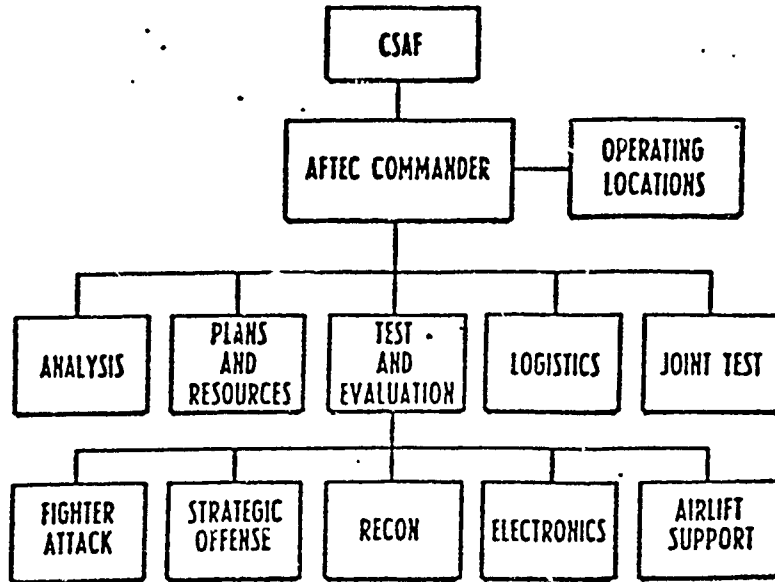 CSAF
AFTEC COMMANDER
OPERATING
LOCATIONS
ANALYSIS
PLANS
AND
RESOURCES
TEST
AND
EVALUATION
LOGISTICS
JOINT TEST
FIGHTER
ATTACK
STRATEGIC
OFFENSE
RECON
ELECTRONICS
AIRLIFT
SUPPORT